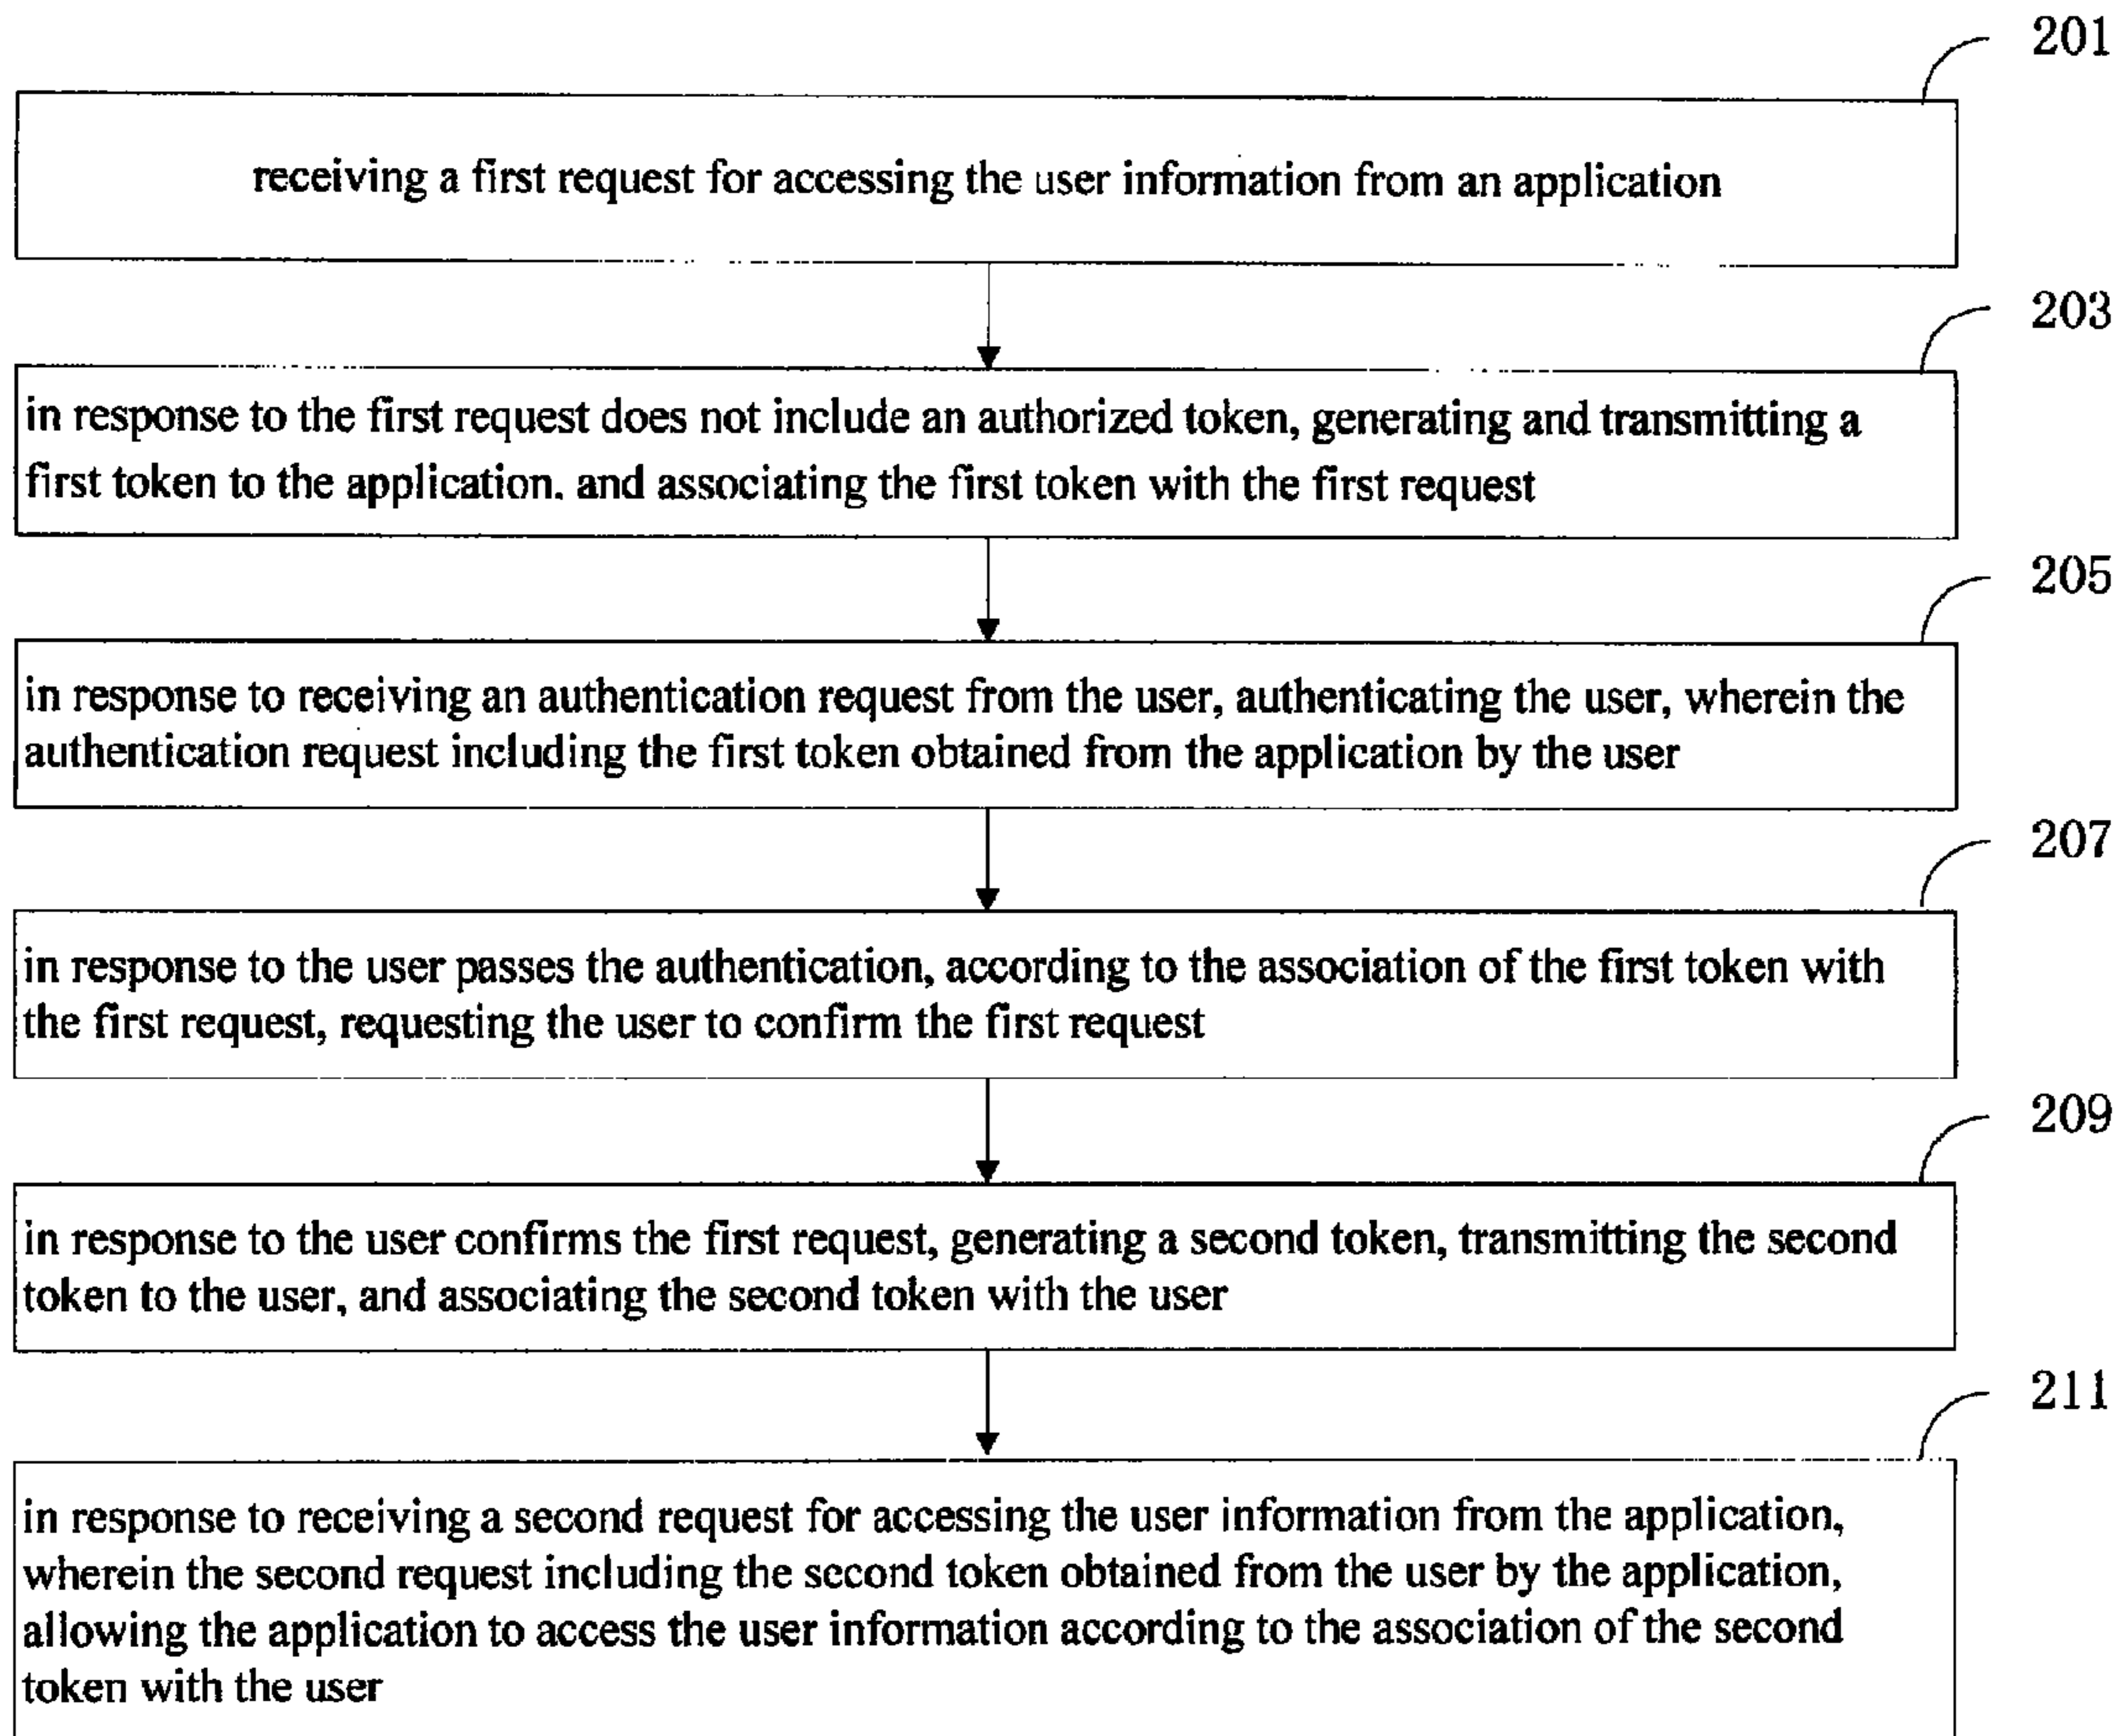 201
receiving a first request for accessing the user information from an application
203
in response to the first request does not include an authorized token, generating and transmitting a
first token to the application. and associating the first token with the first request
205
in response to receiving an authentication request from the user, authenticating the user, wherein the
authentication request including the first token obtained from the application by the user
207
in response to the user passes the authentication, according to the association of the first token with
the first request, requesting the user to confirm the first request
209
in response to the user confirms the first request, generating a second token, transmitting the second
token to the user, and associating the second token with the user
211
in response to receiving a second request for accessing the user information from the application,
wherein the second request including the second token obtained from the user by the application,
allowing the application to access the user information according to the association of the second
token with the user